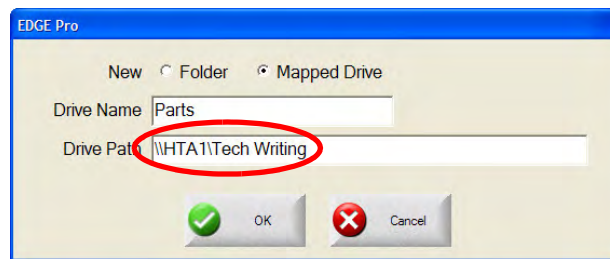 EDGE Pro
New Folder Mapped Drive
Drive Name Parts
Drive Path \\HTA1\Tech Writing
OK Cancel